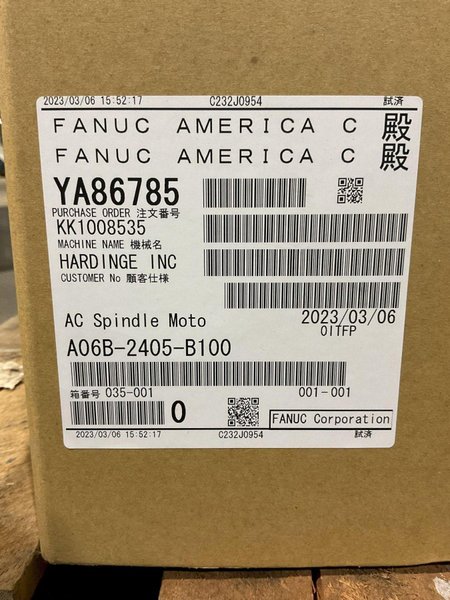 2023/03/06 15:52:17 C232J0954 試済
FANUC AMERICA C 殿
FANUC AMERICA C 殿
YA86785
PURCHASE ORDER 注文番号
KK1008535
MACHINE NAME 機械名
HARDINGE INC
CUSTOMER No 顧客仕様
AC Spindle Moto 2023/03/06
0ITFP
A06B-2405-B100
箱番号 035-001 001-001
0 FANUC Corporation
2023/03/06 15:52:17 C232J0954 試済